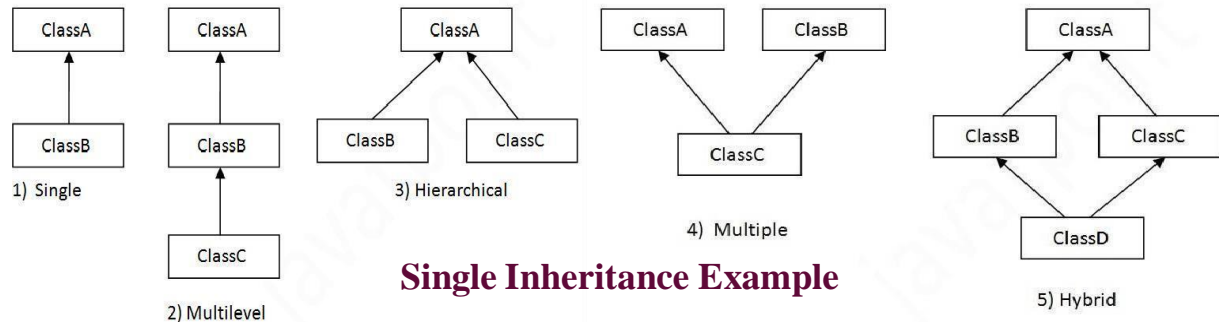 ClassA
ClassB
1) Single
ClassA
ClassB
ClassC
2) Multilevel
ClassA
ClassB
ClassC
3) Hierarchical
ClassA
ClassB
ClassC
4) Multiple
ClassA
ClassB
ClassC
ClassD
5) Hybrid
Single Inheritance Example